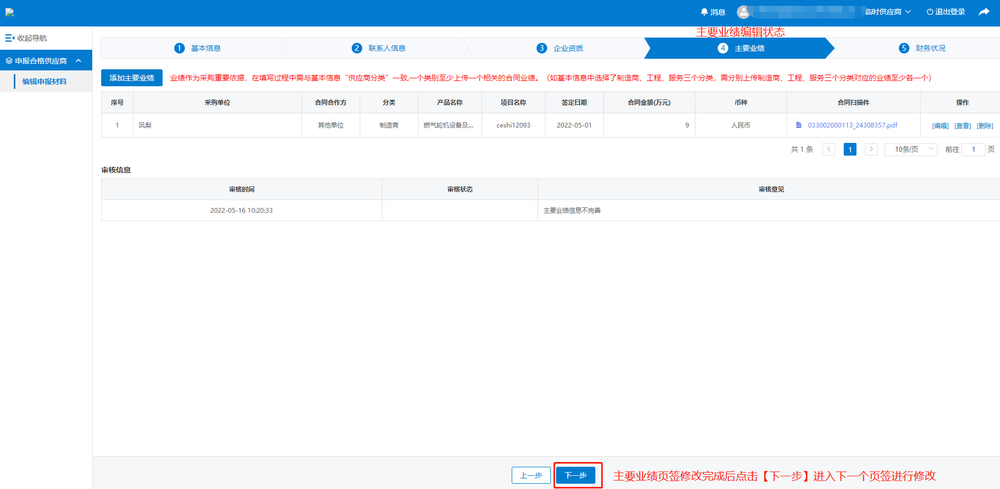 消息
临时供应商
退出登录
收起导航
主要业绩编辑状态
1 基本信息
2 联系人信息
3 企业资质
4 主要业绩
5 财务状况
申报合格供应商
编辑申报材料
添加主要业绩 业绩作为采购重要依据，在填写过程中需与基本信息“供应商分类”一致,一个类别至少上传一个相关的合同业绩。（如基本信息中选择了制造商、工程、服务三个分类，需分别上传制造商、工程、服务三个分类对应的业绩至少各一个）
序号 采购单位 合同合作方 分类 产品名称 项目名称 签定日期 合同金额(万元) 币种 合同扫描件 操作
1 凤梨 其他单位 制造商 燃气轮机设备及... ceshi12093 2022-05-01 9 人民币 033002000113_24308357.pdf [编辑] [查看] [删除]
共 1 条 1 10条/页 前往 1 页
审核信息
审核时间 审核状态 审核意见
2022-05-16 10:20:33 主要业绩信息不完善
上一步 下一步 主要业绩页签修改完成后点击【下一步】进入下一个页签进行修改